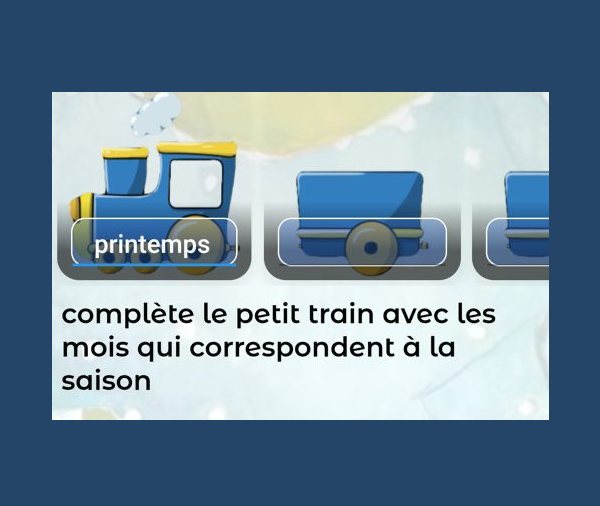 printemps
complète le petit train avec les
mois qui correspondent à la
saison